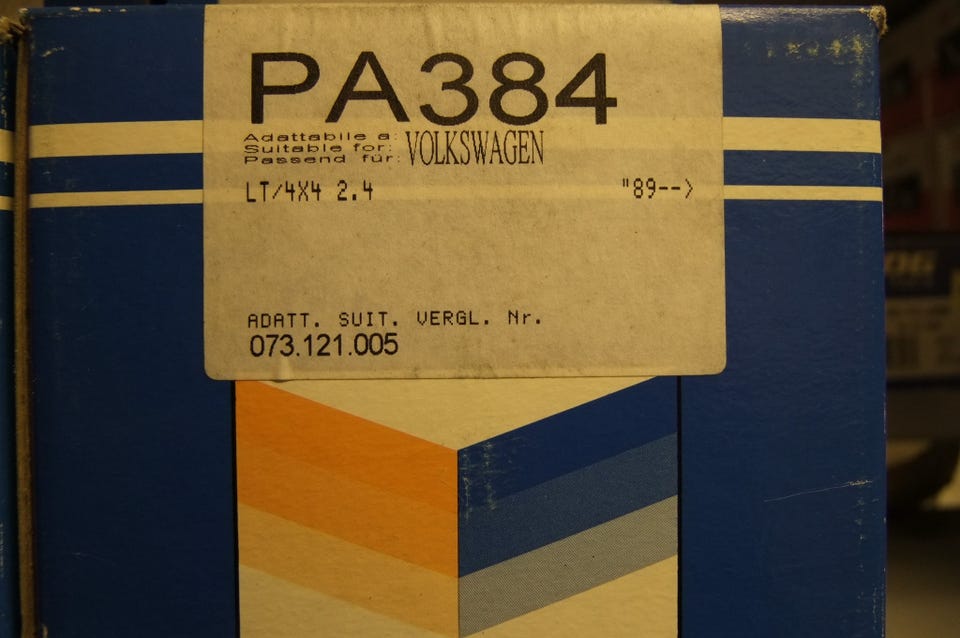 PA384
Adattabile a:
Suitable for:
Passend für: VOLKSWAGEN
LT/4X4 2.4 "89-->
ADATT. SUIT. VERGL. Nr.
073.121.005